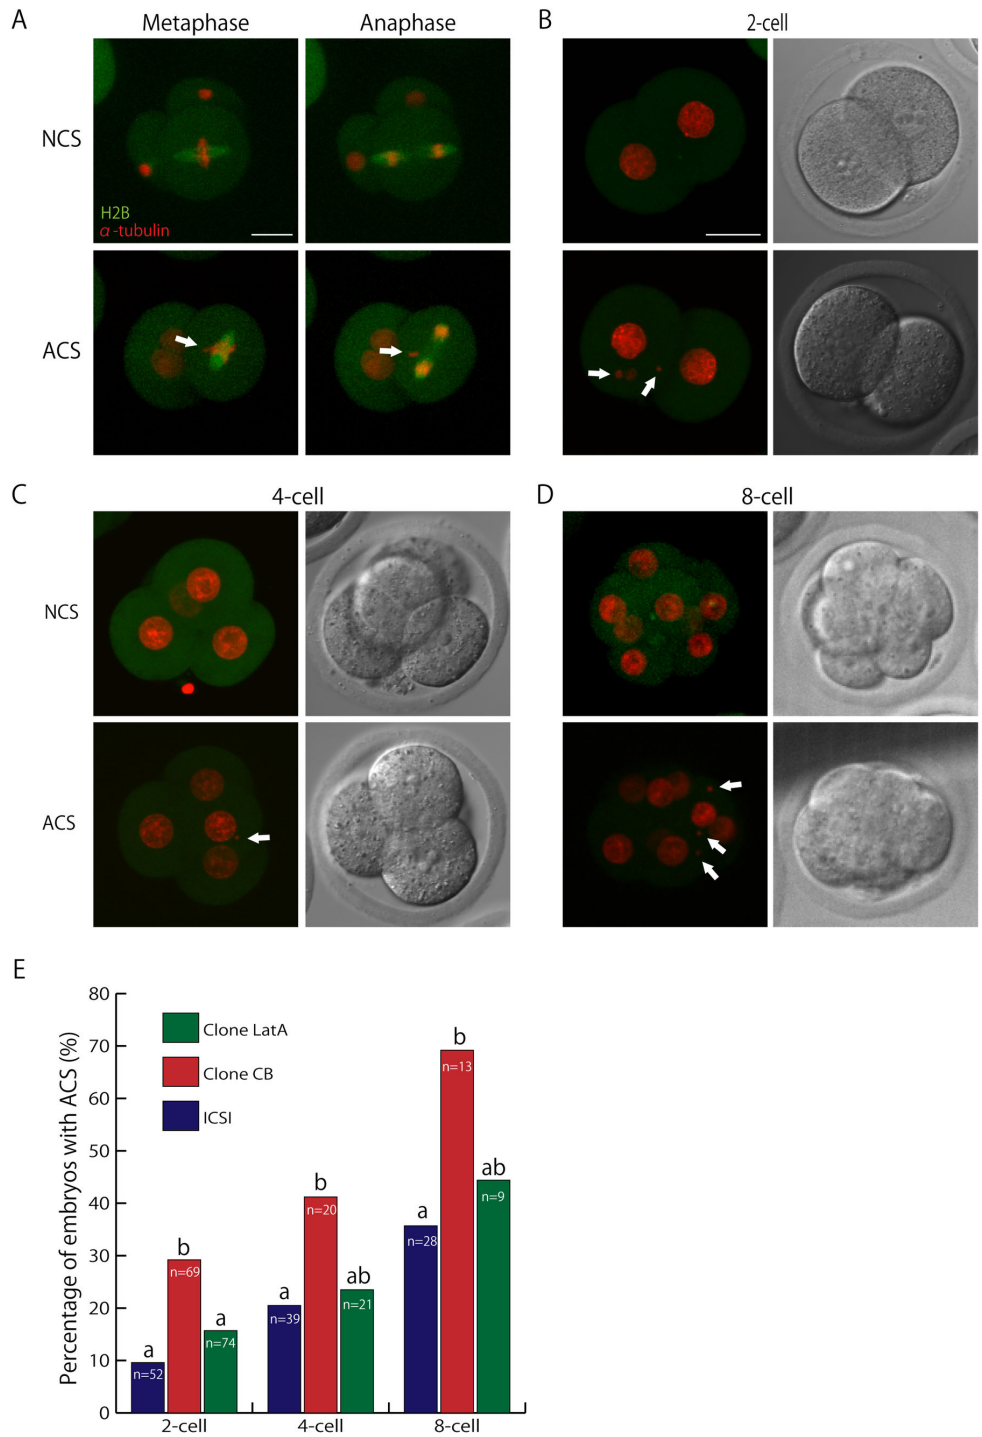 A
Metaphase
Anaphase
B
2-cell
NCS
H2B
α-tubulin
ACS
C
4-cell
D
8-cell
NCS
ACS
E
Percentage of embryos with ACS (%)
80
70
60
50
40
30
20
10
0
Clone LatA
Clone CB
ICSI
a
n=52
b
n=69
a
n=74
a
n=39
b
n=20
ab
n=21
a
n=28
b
n=13
ab
n=9
2-cell
4-cell
8-cell